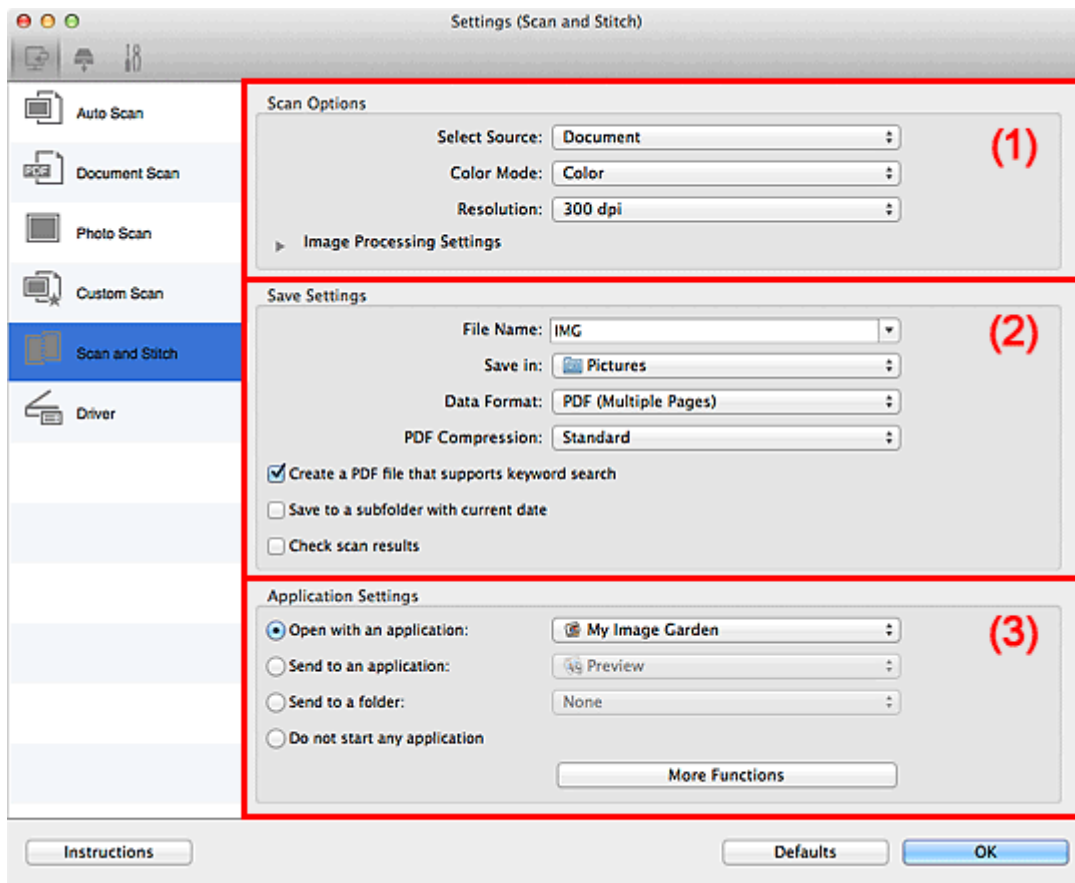 Settings (Scan and Stitch)
Auto Scan
PDF
Document Scan
Photo Scan
Custom Scan
Scan and Stitch
Driver
Scan Options
(1)
Select Source: Document
Color Mode: Color
Resolution: 300 dpi
Image Processing Settings
Save Settings
(2)
File Name: IMG
Save in: Pictures
Data Format: PDF (Multiple Pages)
PDF Compression: Standard
Create a PDF file that supports keyword search
Save to a subfolder with current date
Check scan results
Application Settings
(3)
Open with an application: My Image Garden
Send to an application: Preview
Send to a folder: None
Do not start any application
More Functions
Instructions Defaults OK